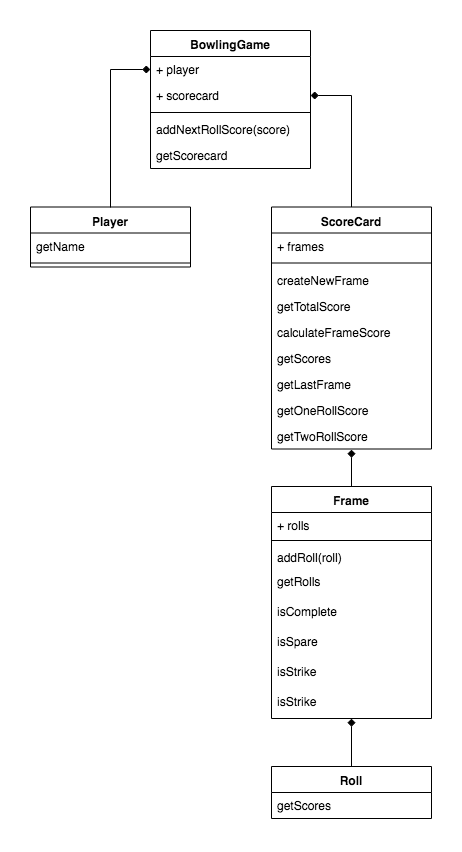 BowlingGame
+ player
+ scorecard
addNextRollScore(score)
getScorecard
Player
getName
ScoreCard
+ frames
createNewFrame
getTotalScore
calculateFrameScore
getScores
getLastFrame
getOneRollScore
getTwoRollScore
Frame
+ rolls
addRoll(roll)
getRolls
isComplete
isSpare
isStrike
isStrike
Roll
getScores